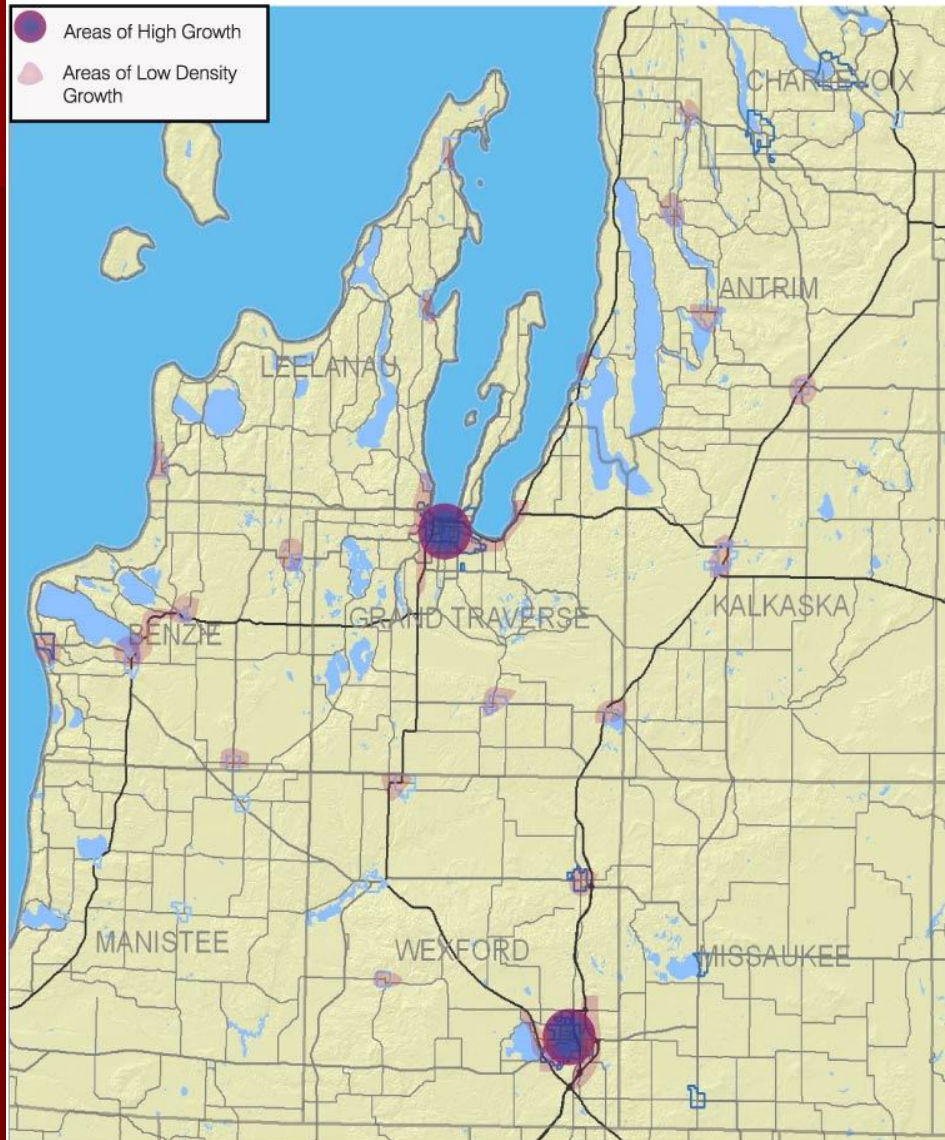 Areas of High Growth
Areas of Low Density
Growth
CHARLEVOIX
ANTRIM
LEELANAU
GRAND TRAVERSE
KALKASKA
BENZIE
MANISTEE
WEXFORD
MISSAUKEE